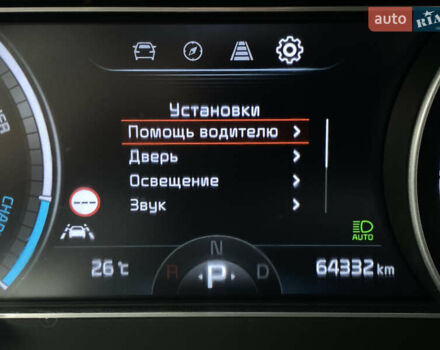 auto RIA
Установки
Помощь водителю >
Дверь >
Освещение >
Звук >
---
AUTO
26 °C
R N D
P
64332 km